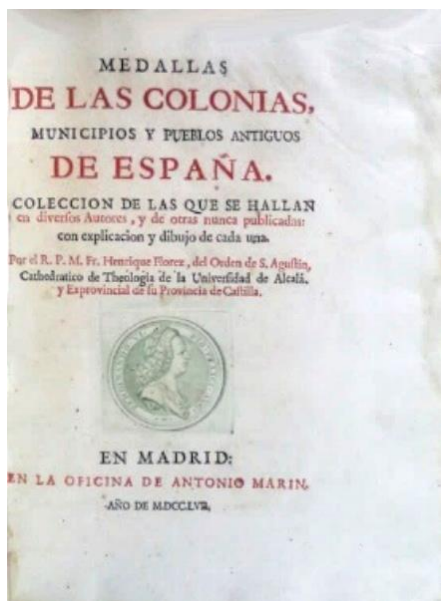 MEDALLAS
DE LAS COLONIAS,
MUNICIPIOS Y PUEBLOS ANTIGUOS
DE ESPAÑA.
COLECCION DE LAS QUE SE HALLAN
en diverſos Autores, y de otras nunca publicadas:
con explicacion y dibujo de cada una.
Por el R. P. M. Fr. Henrique Florez, del Orden de S. Aguſtin,
Cathedratico de Theologia de la Univerſidad de Alcalá,
y Exprovincial de ſu Provincia de Caſtilla.
EN MADRID:
EN LA OFICINA DE ANTONIO MARIN.
AÑO DE